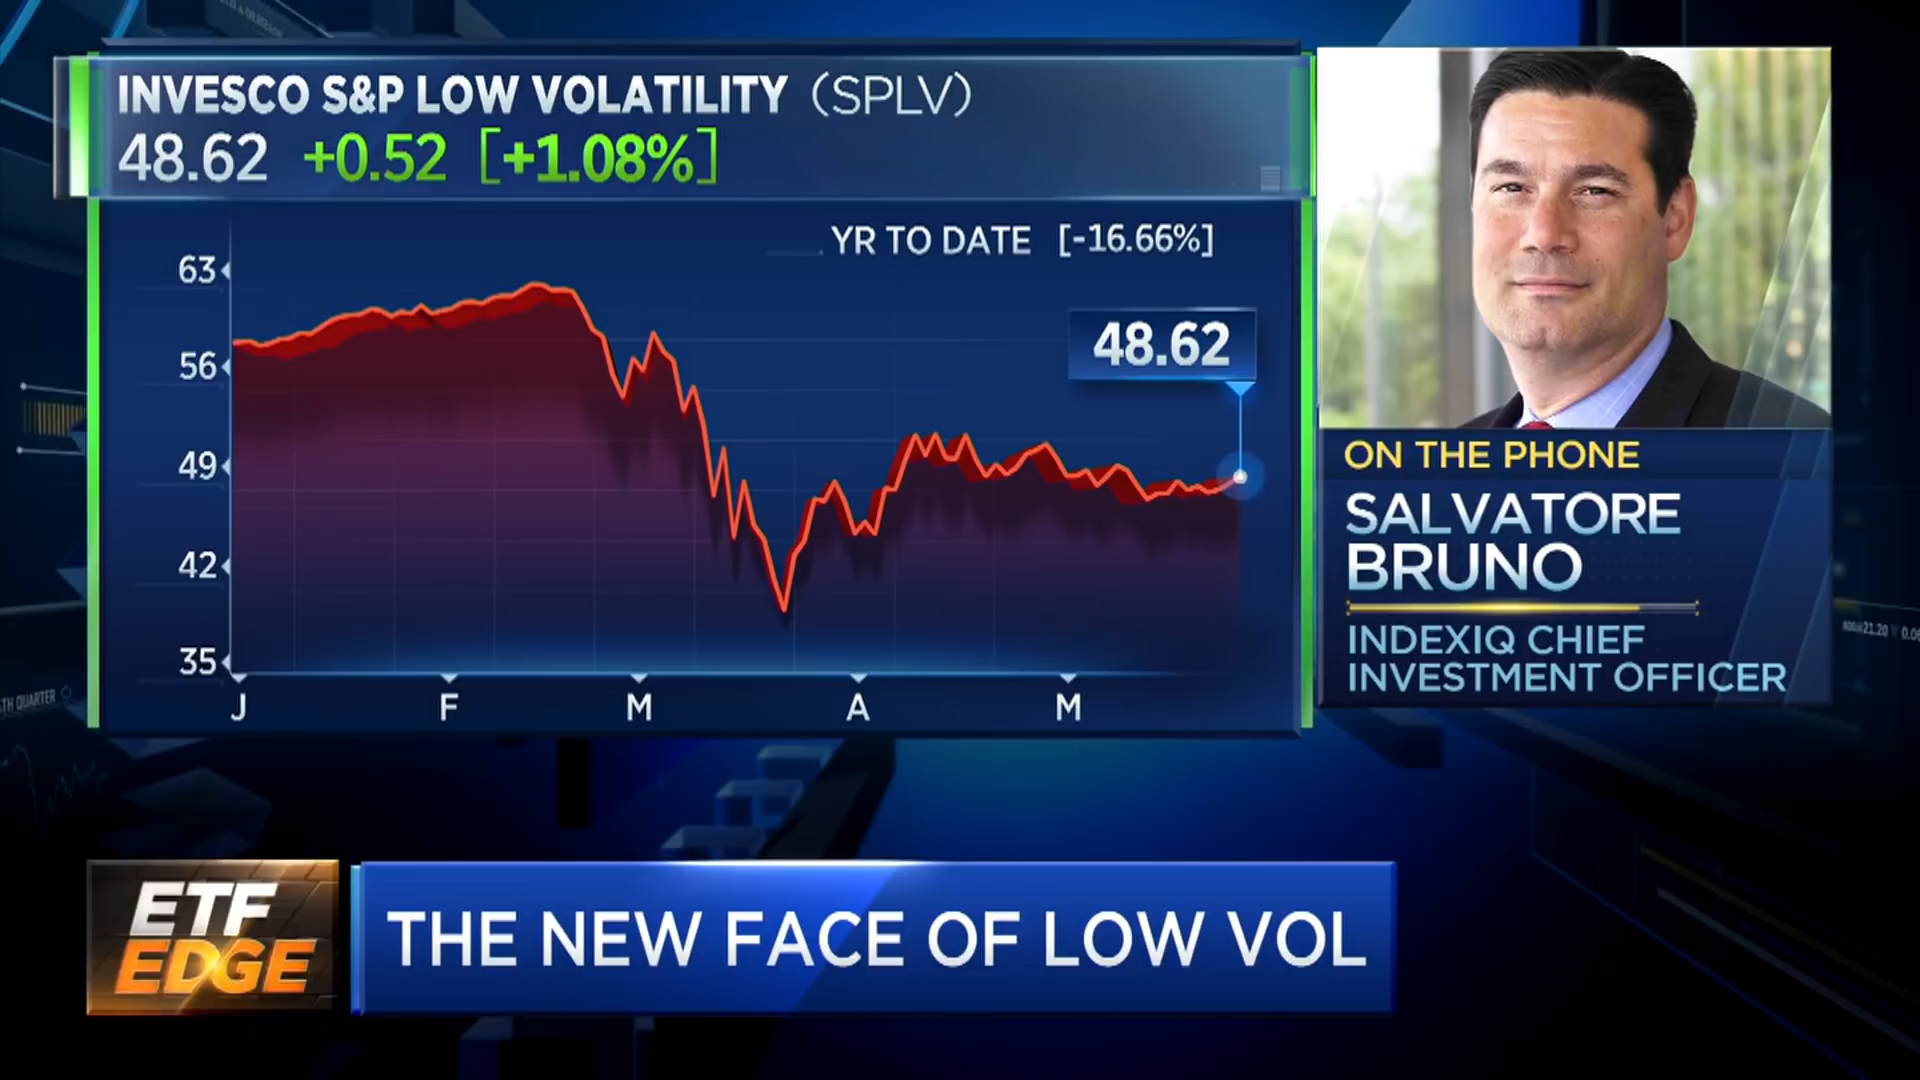 INVESCO S&P LOW VOLATILITY (SPLV)
48.62 +0.52 [+1.08%]
YR TO DATE [-16.66%]
63
56
49
42
35
48.62
J F M A M
ON THE PHONE
SALVATORE
BRUNO
INDEXIQ CHIEF
INVESTMENT OFFICER
TH QUARTER
ETF
EDGE
THE NEW FACE OF LOW VOL